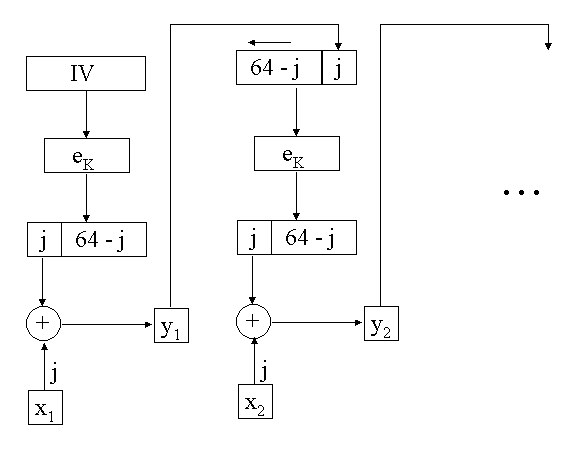 IV
e_K
j 64 - j
+
y_1
j
x_1
64 - j j
e_K
j 64 - j
+
y_2
j
x_2
...